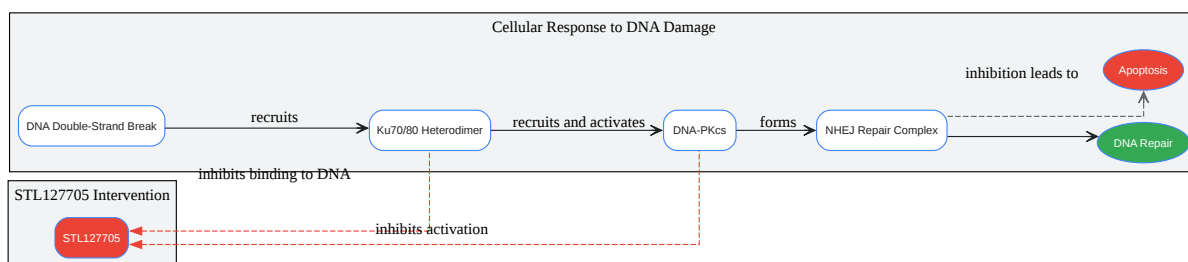 Cellular Response to DNA Damage
inhibition leads to
Apoptosis
DNA Double-Strand Break
recruits
Ku70/80 Heterodimer
recruits and activates
DNA-PKcs
forms
NHEJ Repair Complex
DNA Repair
inhibits binding to DNA
STL127705 Intervention
STL127705
inhibits activation